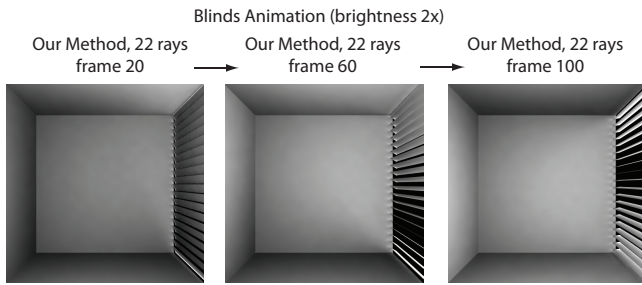 Blinds Animation (brightness 2x)
Our Method, 22 rays
frame 20
Our Method, 22 rays
frame 60
Our Method, 22 rays
frame 100